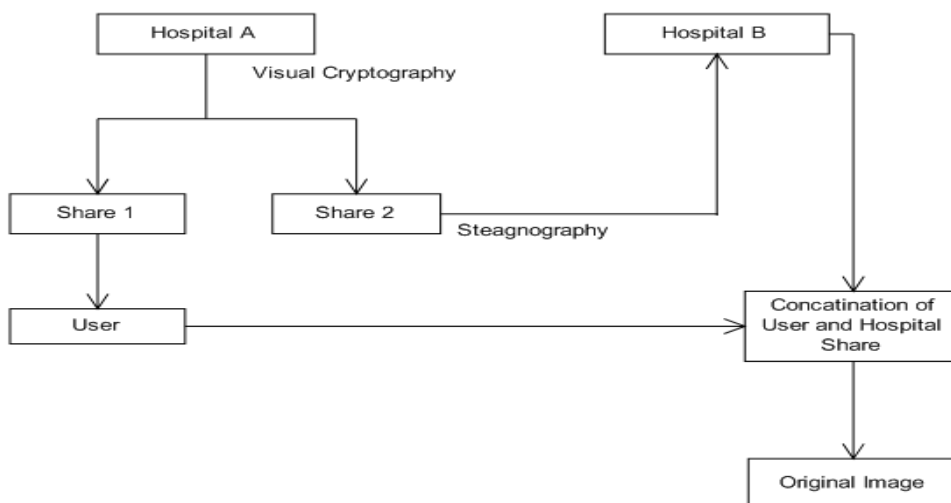 Hospital A
Hospital B
Visual Cryptography
Share 1
Share 2
Steagnography
User
Concatination of
User and Hospital
Share
Original Image